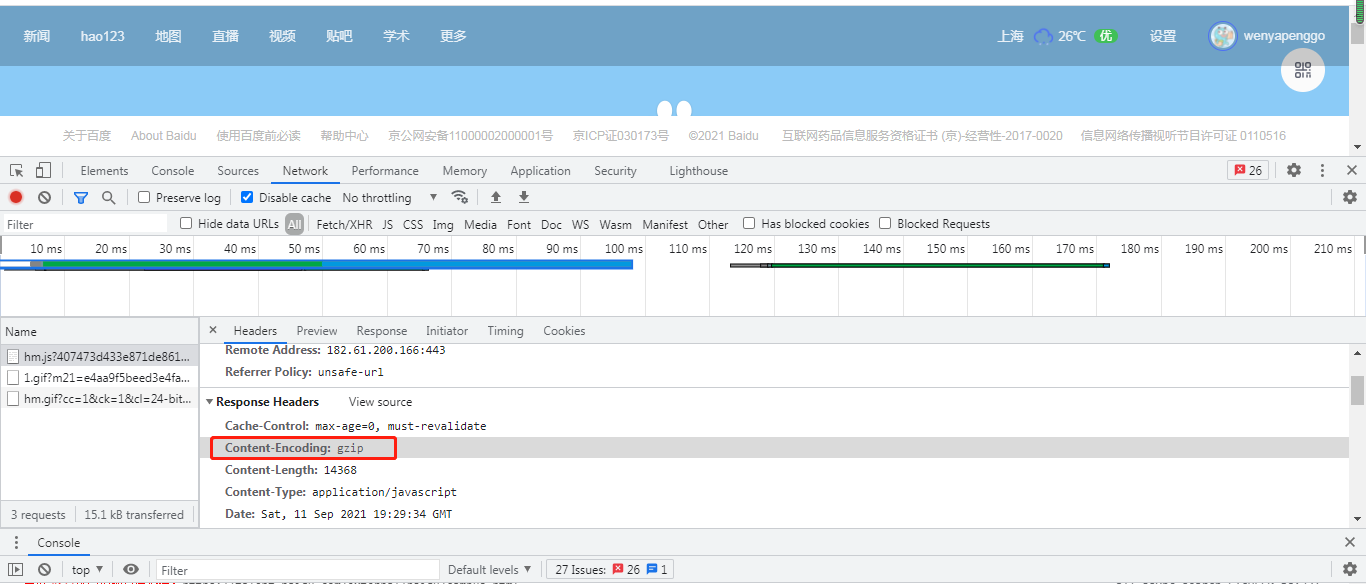 新闻 hao123 地图 直播 视频 贴吧 学术 更多 上海 26℃ 优 设置 wenyapenggo
关于百度 About Baidu 使用百度前必读 帮助中心 京公网安备11000002000001号 京ICP证030173号 ©2021 Baidu 互联网药品信息服务资格证书 (京)-经营性-2017-0020 信息网络传播视听节目许可证 0110516
Elements Console Sources Network Performance Memory Application Security Lighthouse 26
Preserve log Disable cache No throttling
Filter Hide data URLs All Fetch/XHR JS CSS Img Media Font Doc WS Wasm Manifest Other Has blocked cookies Blocked Requests
10 ms 20 ms 30 ms 40 ms 50 ms 60 ms 70 ms 80 ms 90 ms 100 ms 110 ms 120 ms 130 ms 140 ms 150 ms 160 ms 170 ms 180 ms 190 ms 200 ms 210 ms
Name Headers Preview Response Initiator Timing Cookies
hm.js?407473d433e871de861...
1.gif?m21=e4aa9f5beed3e4fa...
hm.gif?cc=1&ck=1&cl=24-bit...
Remote Address: 182.61.200.166:443
Referrer Policy: unsafe-url
Response Headers View source
Cache-Control: max-age=0, must-revalidate
Content-Encoding: gzip
Content-Length: 14368
Content-Type: application/javascript
Date: Sat, 11 Sep 2021 19:29:34 GMT
3 requests 15.1 kB transferred
Console
top Filter Default levels 27 Issues: 26 1